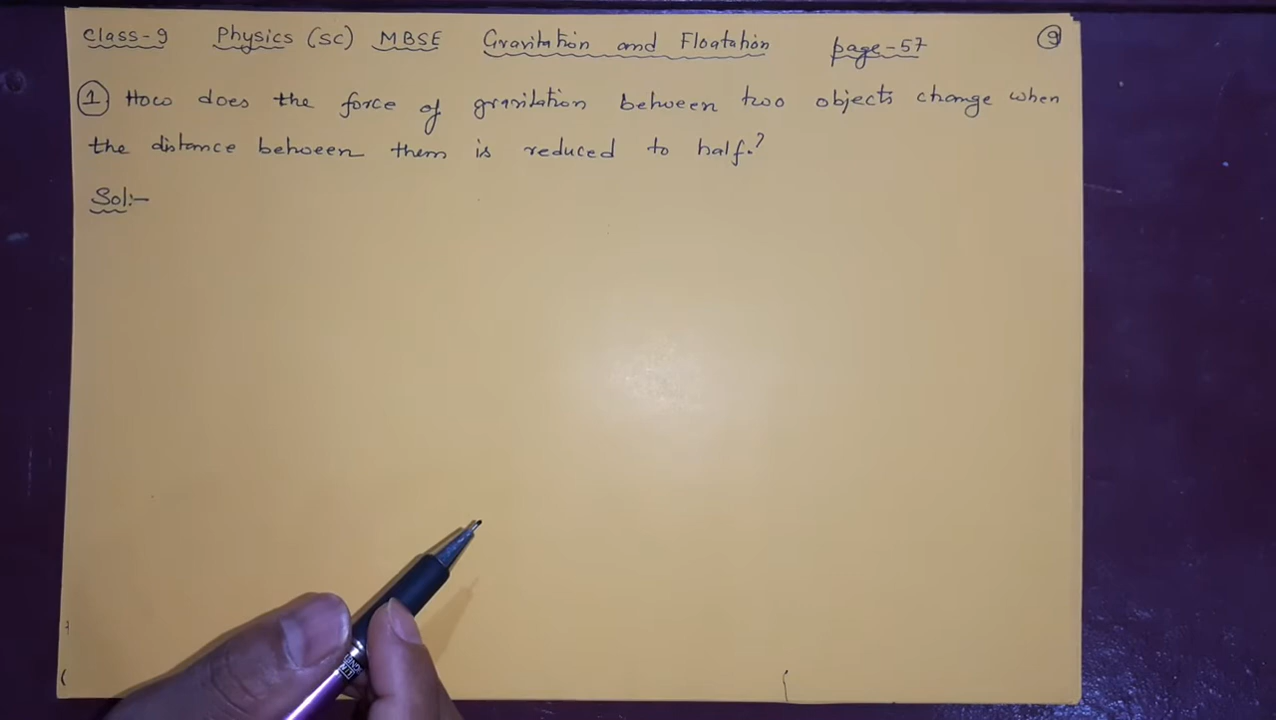 Class-9 Physics (SC) MBSE Gravitation and Floatation page-57 9
1 How does the force of gravitation between two objects change when
the distance between them is reduced to half.?
Sol:-